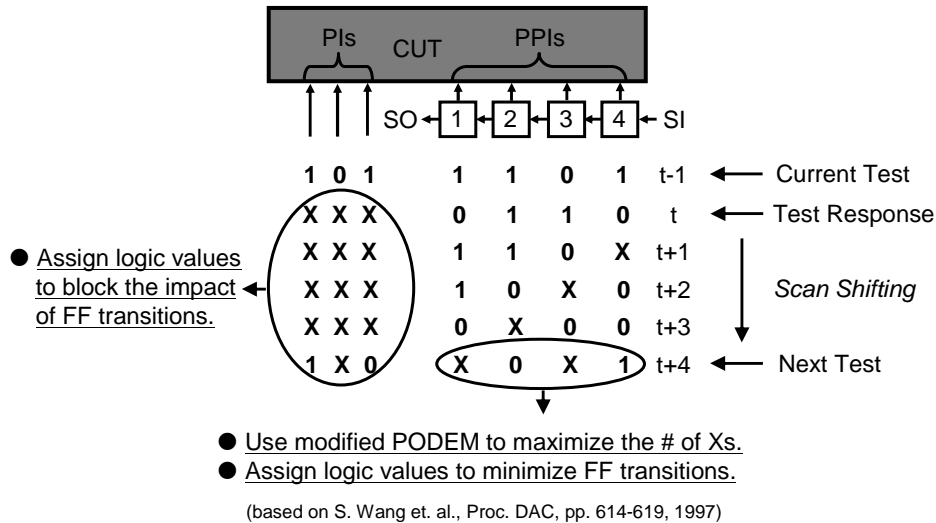 PIs CUT PPIs
SO 1 2 3 4 SI
1 0 1 1 1 0 1 t-1 Current Test
X X X 0 1 1 0 t Test Response
X X X 1 1 0 X t+1
X X X 1 0 X 0 t+2
X X X 0 X 0 0 t+3
1 X 0 X 0 X 1 t+4 Next Test
● Assign logic values
to block the impact
of FF transitions.
Scan Shifting
● Use modified PODEM to maximize the # of Xs.
● Assign logic values to minimize FF transitions.
(based on S. Wang et. al., Proc. DAC, pp. 614-619, 1997)